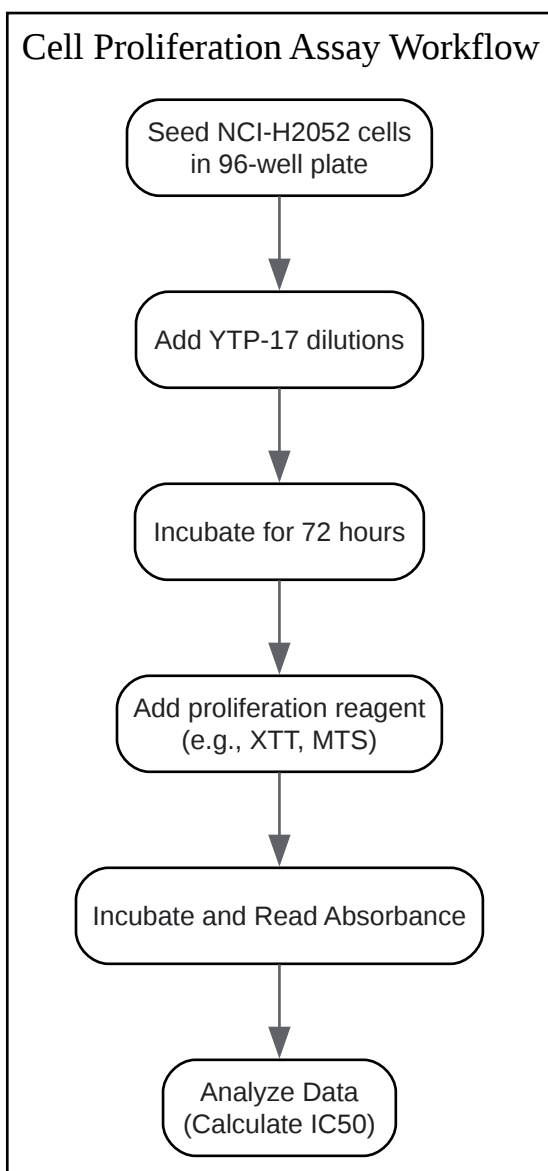 Cell Proliferation Assay Workflow
Seed NCI-H2052 cells
in 96-well plate
Add YTP-17 dilutions
Incubate for 72 hours
Add proliferation reagent
(e.g., XTT, MTS)
Incubate and Read Absorbance
Analyze Data
(Calculate IC50)